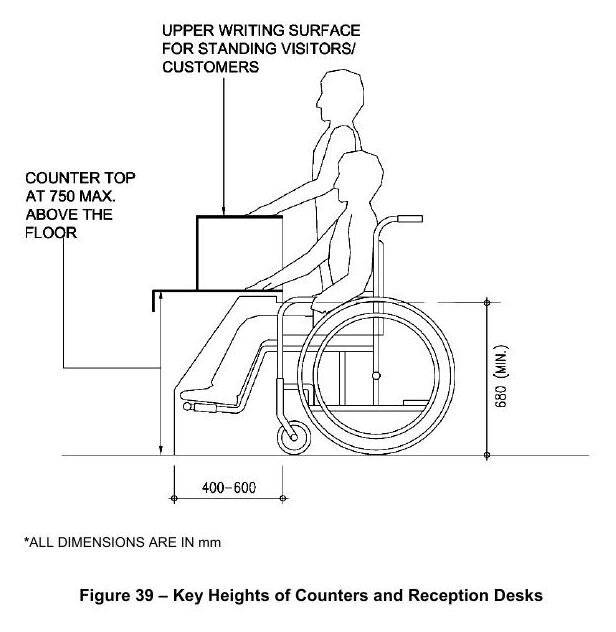 UPPER WRITING SURFACE
FOR STANDING VISITORS/
CUSTOMERS
COUNTER TOP
AT 750 MAX.
ABOVE THE
FLOOR
680 (MIN.)
400-600
*ALL DIMENSIONS ARE IN mm
Figure 39 – Key Heights of Counters and Reception Desks